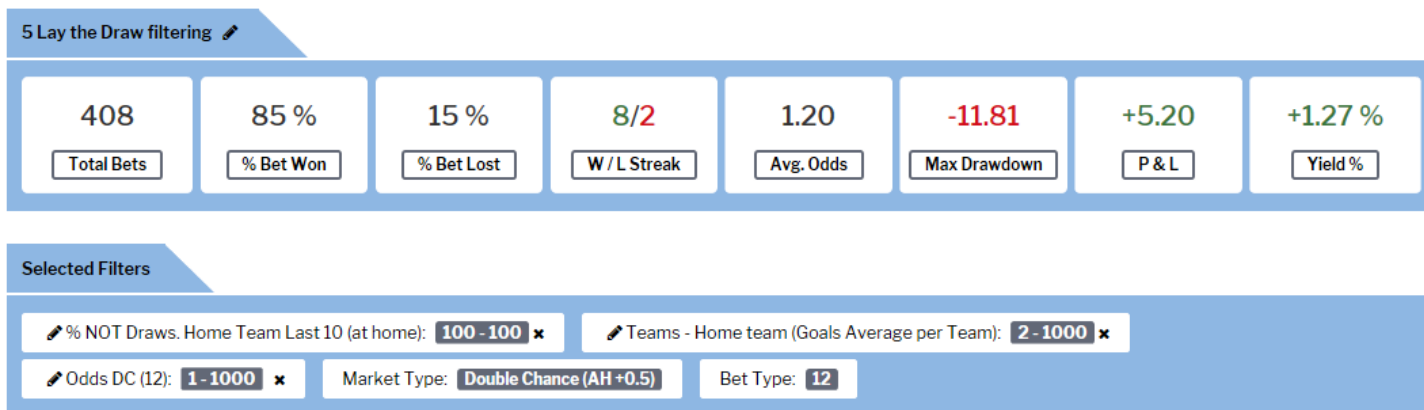 5 Lay the Draw filtering
408 85 % 15 % 8/2 1.20 -11.81 +5.20 +1.27 %
Total Bets % Bet Won % Bet Lost W / L Streak Avg. Odds Max Drawdown P & L Yield %
Selected Filters
% NOT Draws. Home Team Last 10 (at home): 100 - 100 × Teams - Home team (Goals Average per Team): 2 - 1000 ×
Odds DC (12): 1 - 1000 × Market Type: Double Chance (AH +0.5) Bet Type: 12